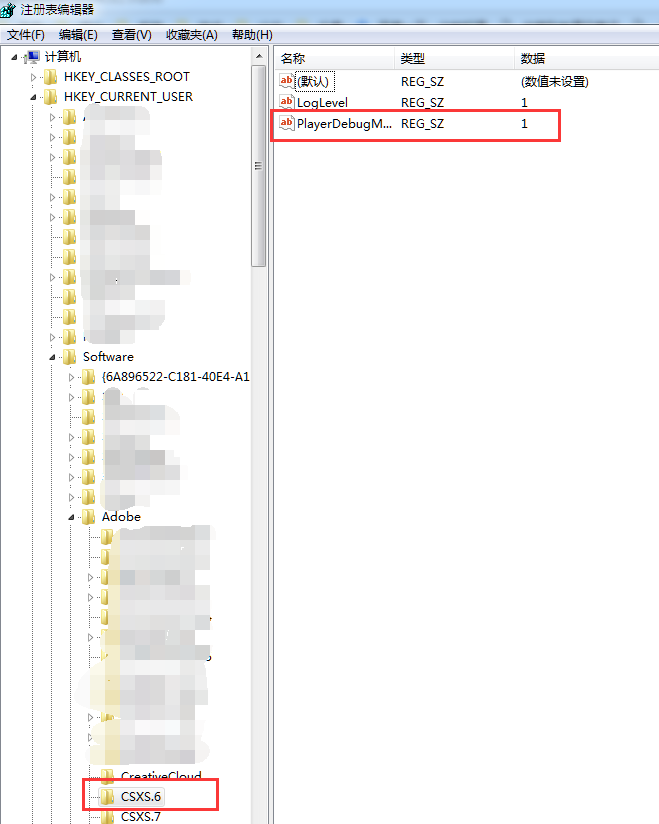 注册表编辑器
文件(F) 编辑(E) 查看(V) 收藏夹(A) 帮助(H)
计算机
HKEY_CLASSES_ROOT
HKEY_CURRENT_USER
Software
{6A896522-C181-40E4-A1
Adobe
CreativeCloud
CSXS.6
CSXS.7
名称 类型 数据
(默认) REG_SZ (数值未设置)
LogLevel REG_SZ 1
PlayerDebugM... REG_SZ 1